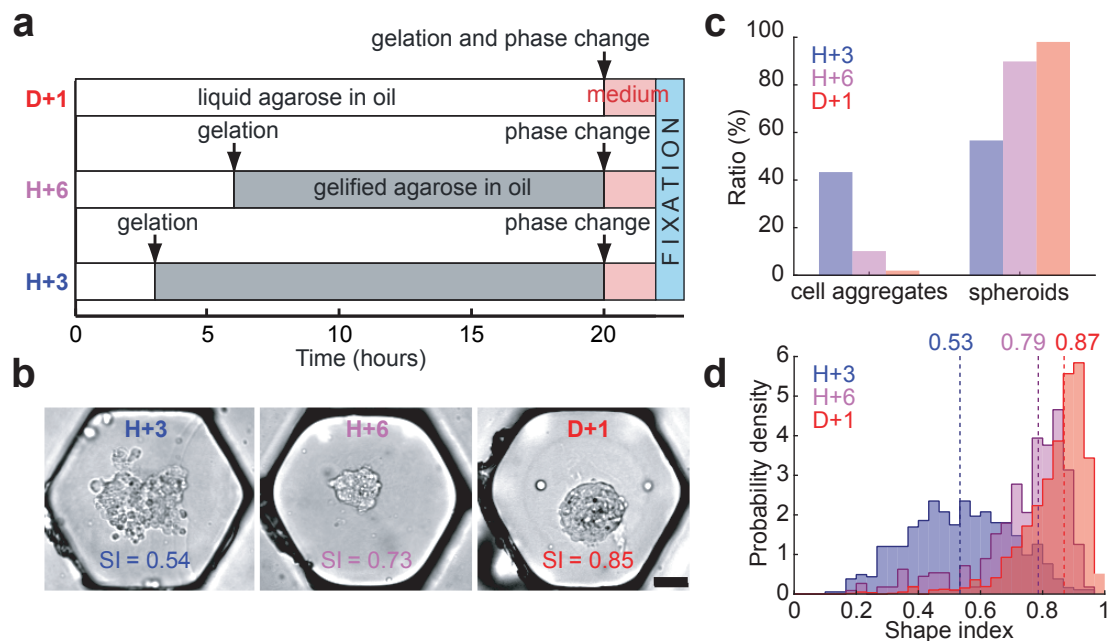 a
gelation and phase change
D+1
liquid agarose in oil
medium
gelation
phase change
H+6
gelified agarose in oil
gelation
phase change
H+3
FIXATION
0 5 10 15 20
Time (hours)
b
H+3
SI = 0.54
H+6
SI = 0.73
D+1
SI = 0.85
c
H+3
H+6
D+1
Ratio (%)
100
80
60
40
20
0
cell aggregates spheroids
d
0.53 0.79 0.87
H+3
H+6
D+1
Probability density
6
5
4
3
2
1
0
0 0.2 0.4 0.6 0.8 1
Shape index